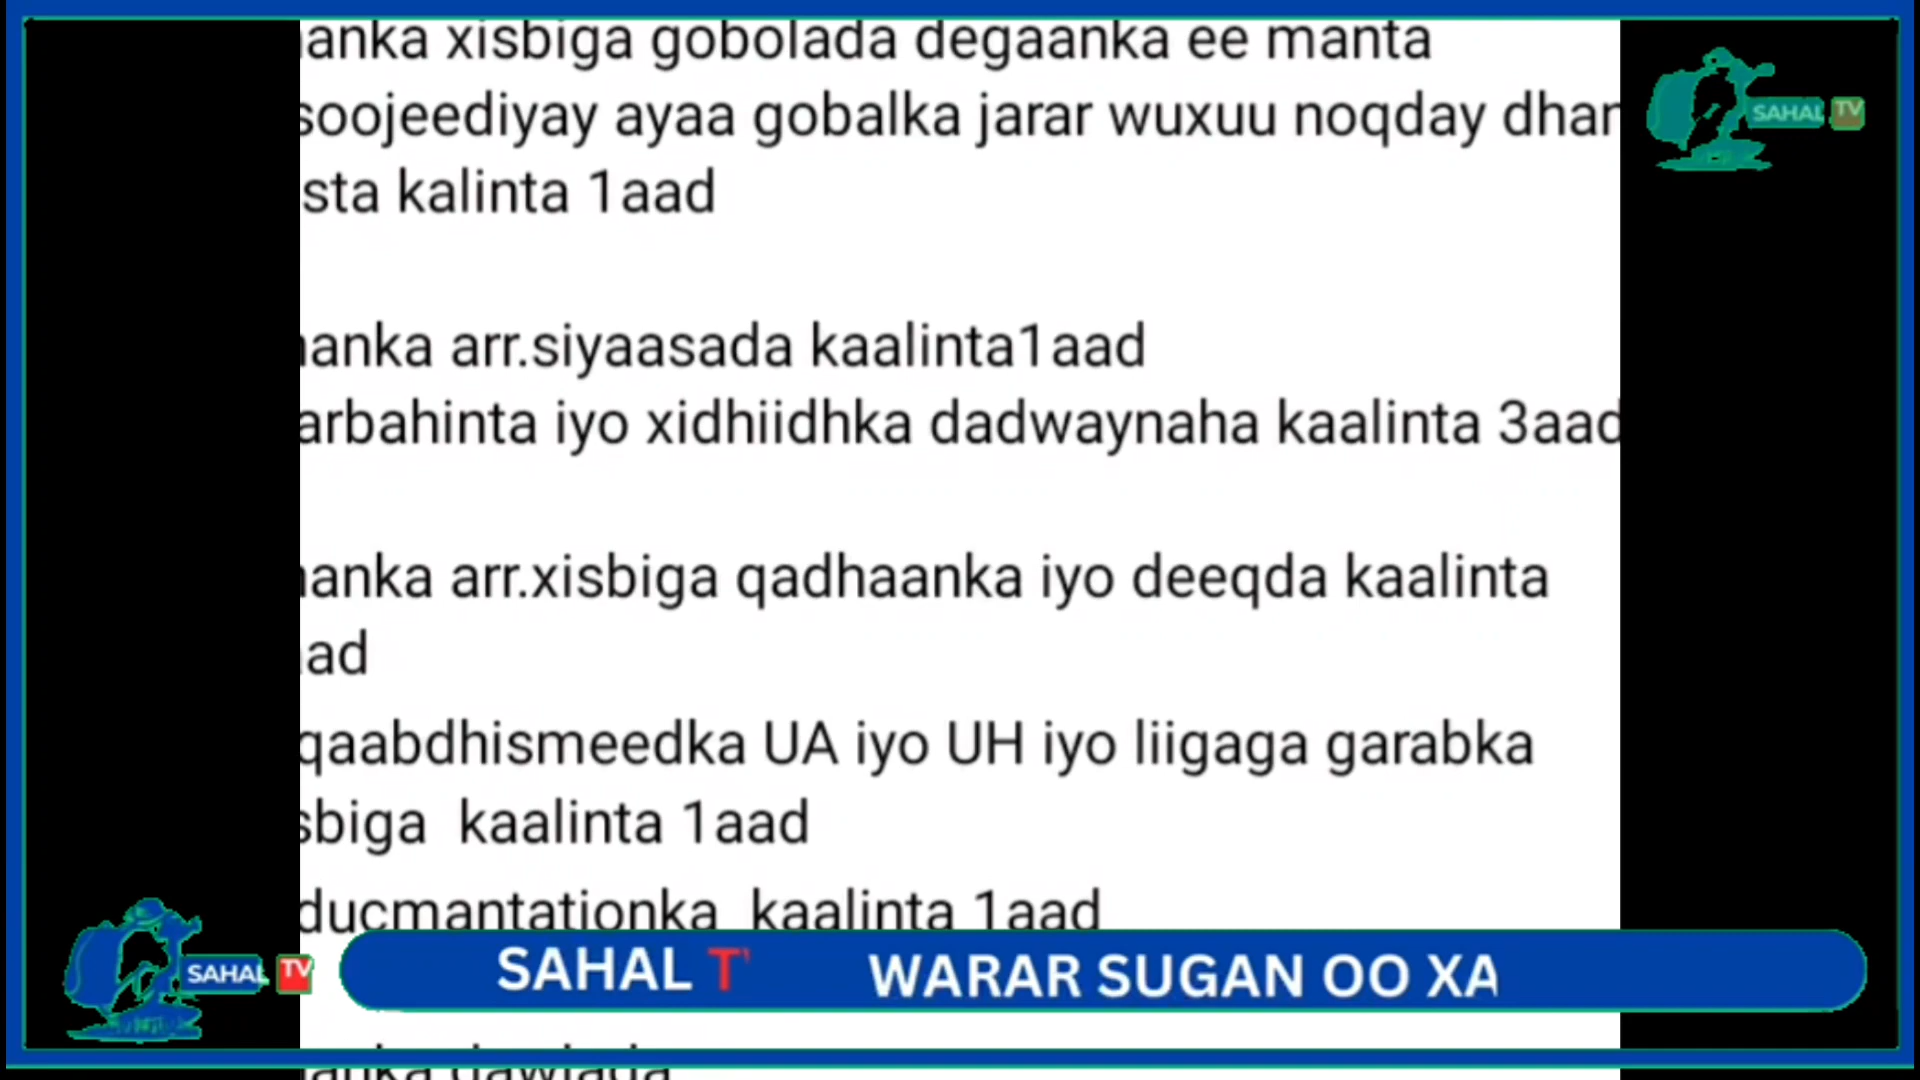 anka xisbiga gobolada degaanka ee manta
soojeediyay ayaa gobalka jarar wuxuu noqday dhan
sta kalinta 1aad
anka arr.siyaasada kaalinta1aad
arbahinta iyo xidhiidhka dadwaynaha kaalinta 3aad
anka arr.xisbiga qadhaanka iyo deeqda kaalinta
ad
qaabdhismeedka UA iyo UH iyo liigaga garabka
sbiga kaalinta 1aad
ducmantationka kaalinta 1aad
SAHAL TV
SAHAL TV
SAHAL T
WARAR SUGAN OO XA